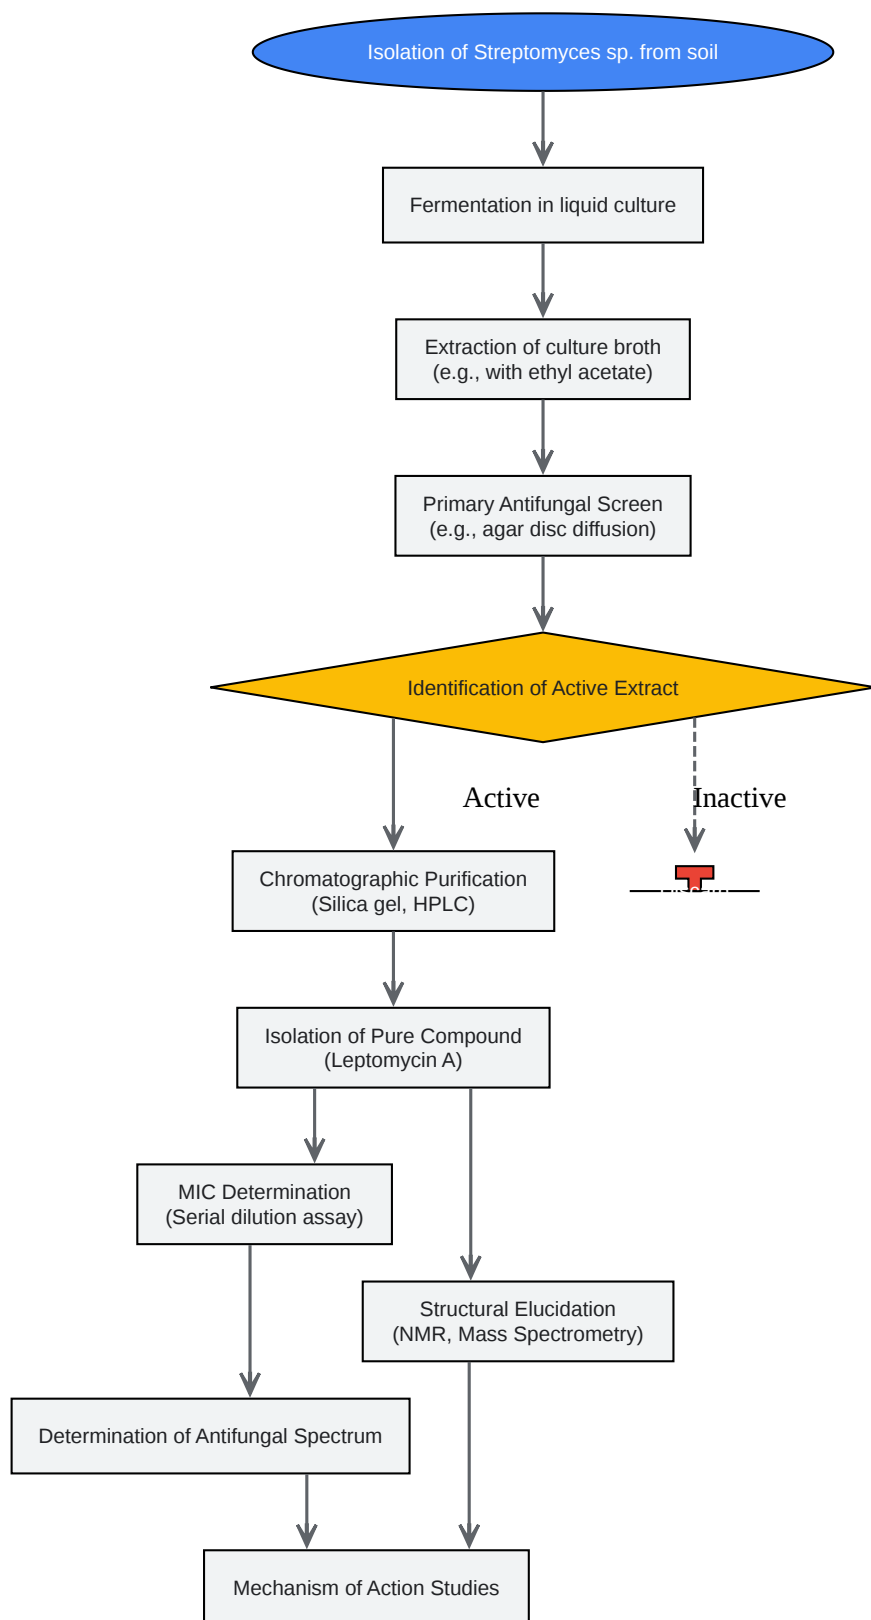 Isolation of Streptomyces sp. from soil
Fermentation in liquid culture
Extraction of culture broth
(e.g., with ethyl acetate)
Primary Antifungal Screen
(e.g., agar disc diffusion)
Identification of Active Extract
Active
Inactive
Chromatographic Purification
(Silica gel, HPLC)
Isolation of Pure Compound
(Leptomycin A)
MIC Determination
(Serial dilution assay)
Structural Elucidation
(NMR, Mass Spectrometry)
Determination of Antifungal Spectrum
Mechanism of Action Studies